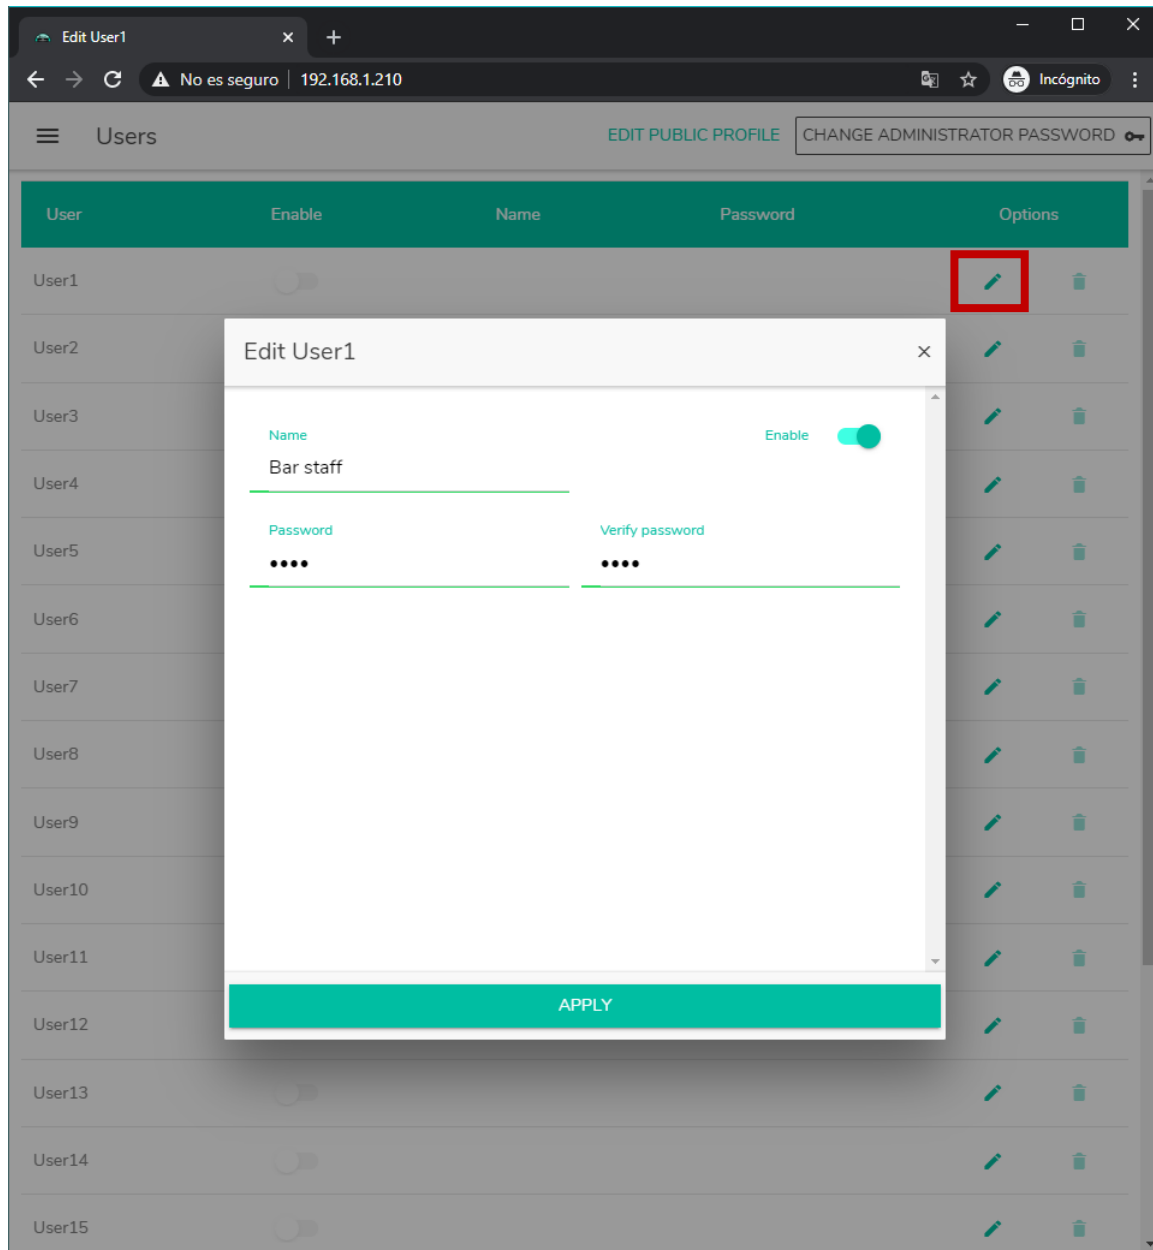 Edit User1
No es seguro | 192.168.1.210 Incógnito
Users EDIT PUBLIC PROFILE CHANGE ADMINISTRATOR PASSWORD
User Enable Name Password Options
User1
User2
User3
User4
User5
User6
User7
User8
User9
User10
User11
User12
User13
User14
User15
Edit User1
Name Enable
Bar staff
Password Verify password
•••• ••••
APPLY